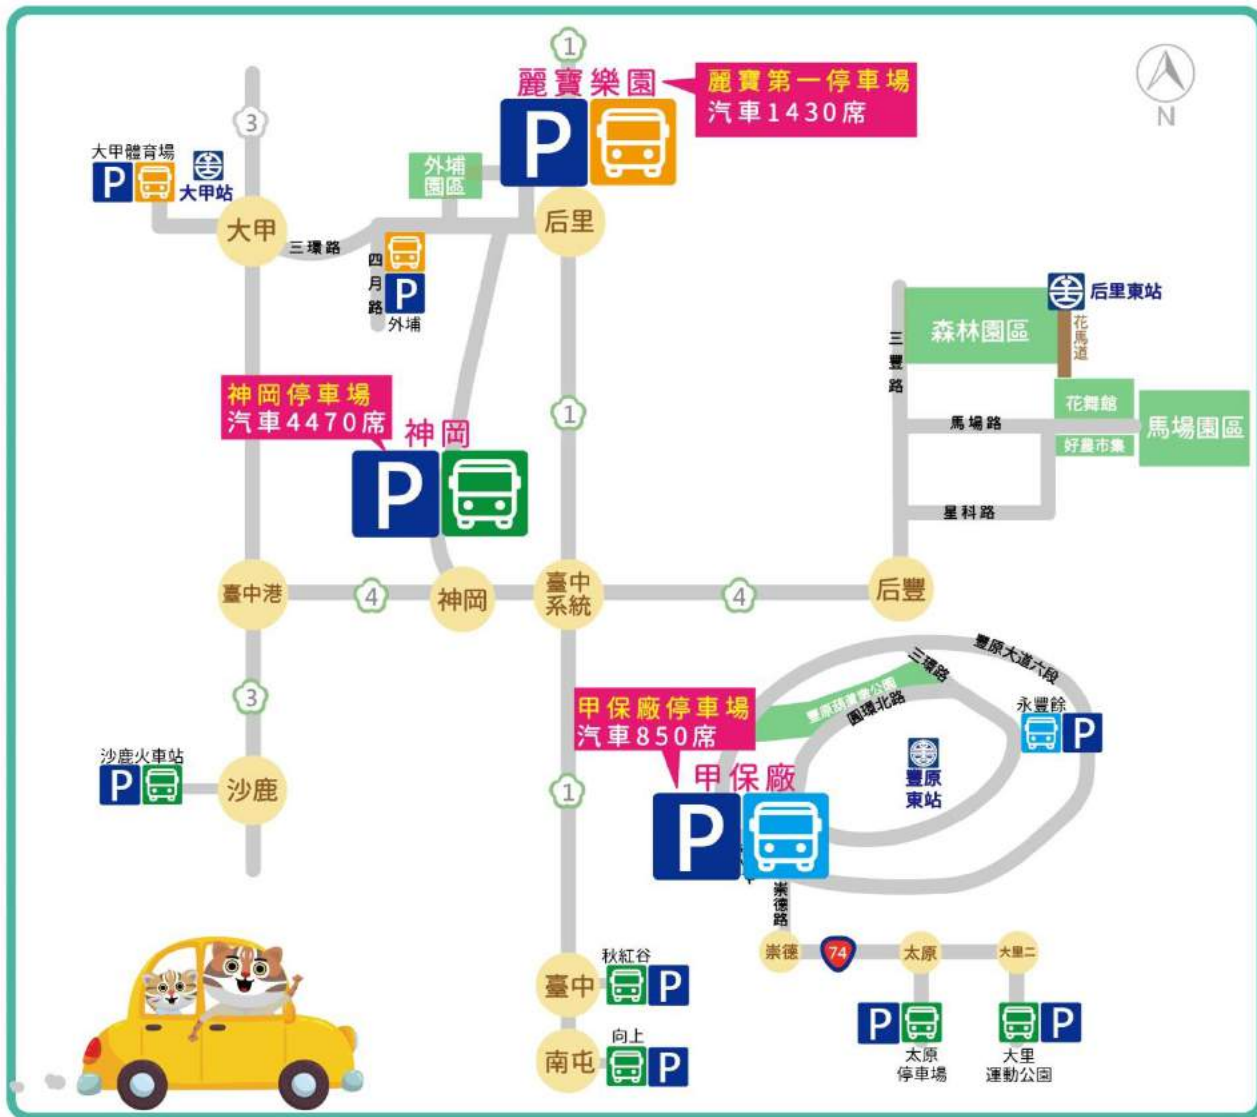 1
麗寶樂園
麗寶第一停車場
汽車1430席
N
3
大甲體育場
P
大甲站
外埔
園區
P
大甲
三環路
后里
四月路
P
外埔
后里東站
森林園區
花馬道
三豐路
神岡停車場
汽車4470席
神岡
P
1
花舞館
馬場路
馬場園區
好農市集
星科路
臺中港
4
神岡
臺中
系統
4
后豐
3
豐原大道六段
三環路
豐原葫蘆墩公園
圓環北路
永豐餘
P
甲保廠停車場
汽車850席
甲保廠
P
豐原
東站
沙鹿火車站
P
沙鹿
1
崇德路
崇德
74
太原
大里二
秋紅谷
臺中
P
向上
南屯
P
P
太原
停車場
P
大里
運動公園